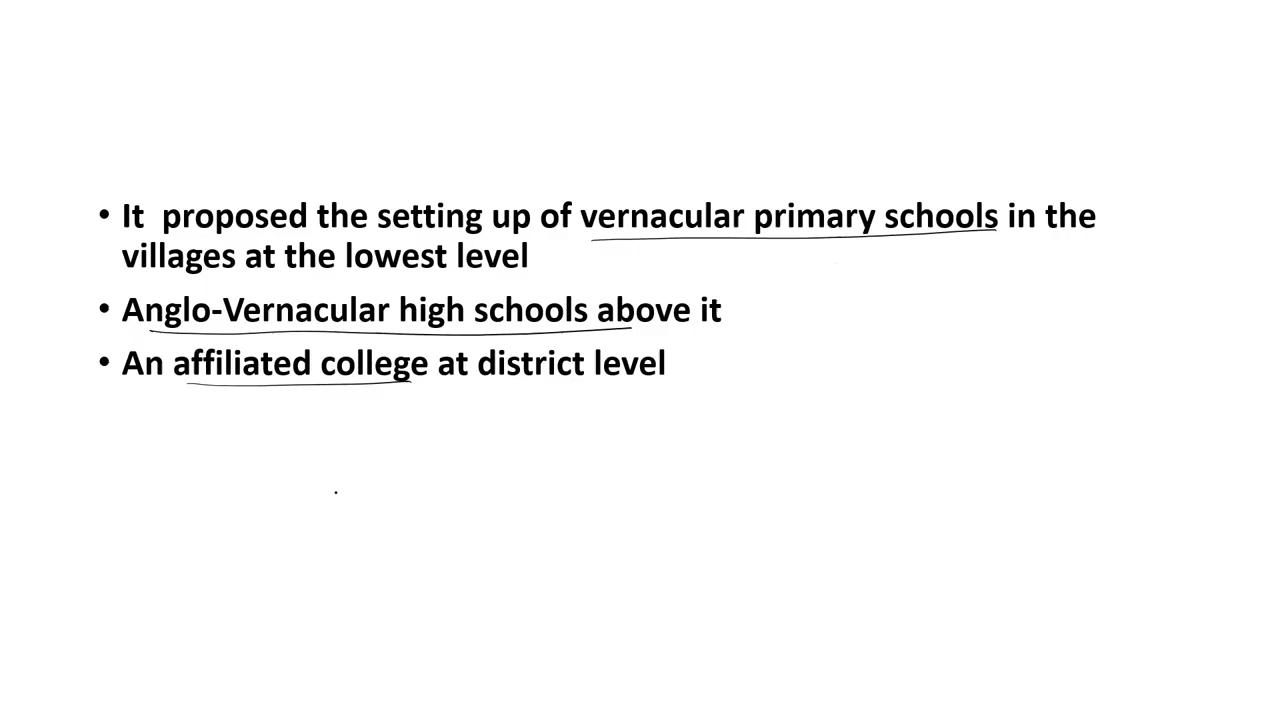 • It  proposed the setting up of vernacular primary schools in the
villages at the lowest level
• Anglo-Vernacular high schools above it
• An affiliated college at district level